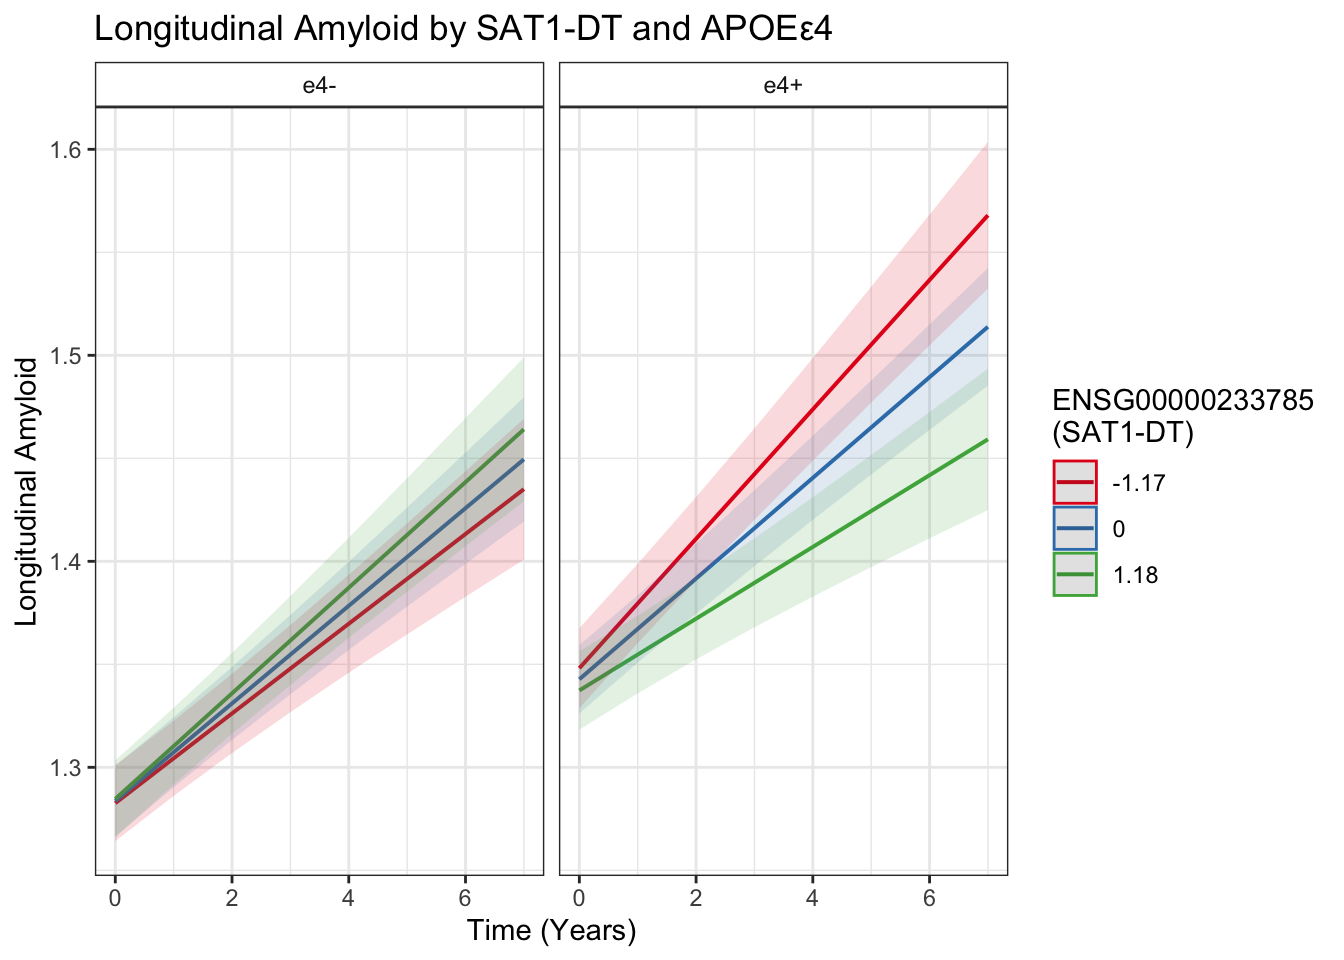 Longitudinal Amyloid by SAT1-DT and APOEε4
e4-
e4+
Longitudinal Amyloid
1.6
1.5
1.4
1.3
0 2 4 6
0 2 4 6
Time (Years)
ENSG00000233785
(SAT1-DT)
-1.17
0
1.18